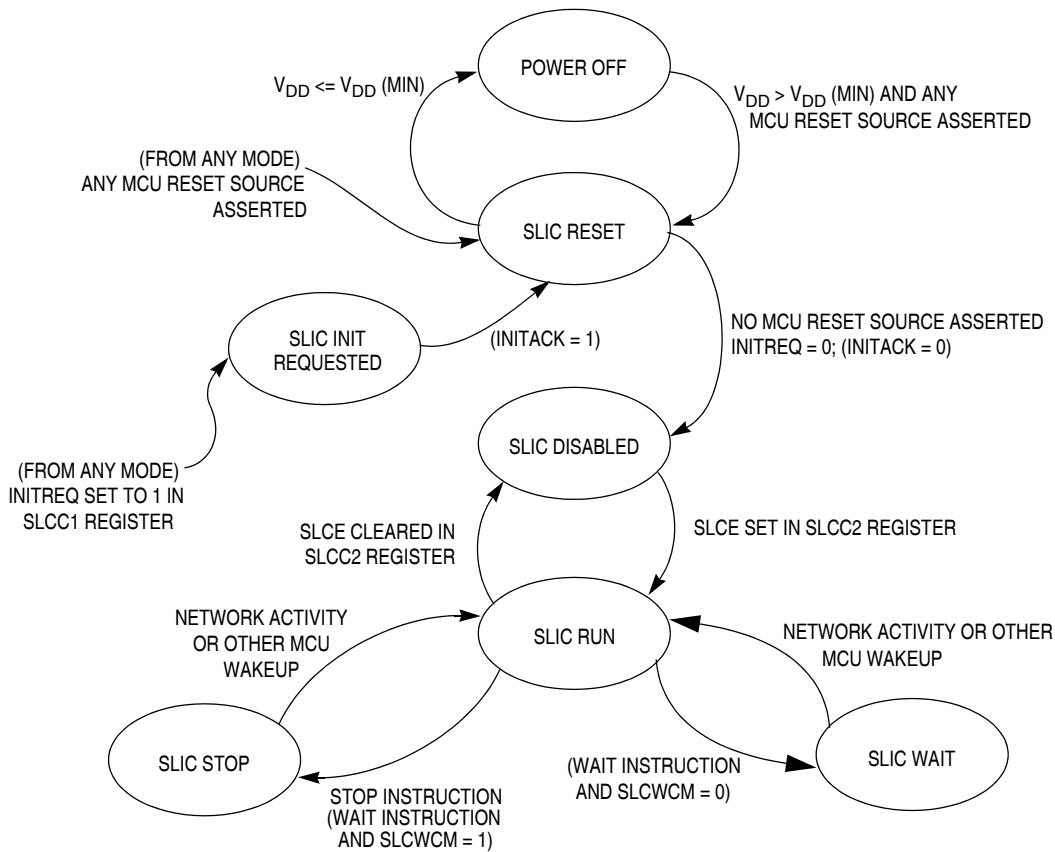 POWER OFF
VDD <= VDD (MIN)
VDD > VDD (MIN) AND ANY
MCU RESET SOURCE ASSERTED
(FROM ANY MODE)
ANY MCU RESET SOURCE
ASSERTED
SLIC RESET
SLIC INIT
REQUESTED
(INITACK = 1)
NO MCU RESET SOURCE ASSERTED
INITREQ = 0; (INITACK = 0)
(FROM ANY MODE)
INITREQ SET TO 1 IN
SLCC1 REGISTER
SLIC DISABLED
SLCE CLEARED IN
SLCC2 REGISTER
SLCE SET IN SLCC2 REGISTER
NETWORK ACTIVITY
OR OTHER MCU
WAKEUP
SLIC RUN
NETWORK ACTIVITY OR OTHER
MCU WAKEUP
SLIC STOP
STOP INSTRUCTION
(WAIT INSTRUCTION
AND SLCWCM = 1)
(WAIT INSTRUCTION
AND SLCWCM = 0)
SLIC WAIT